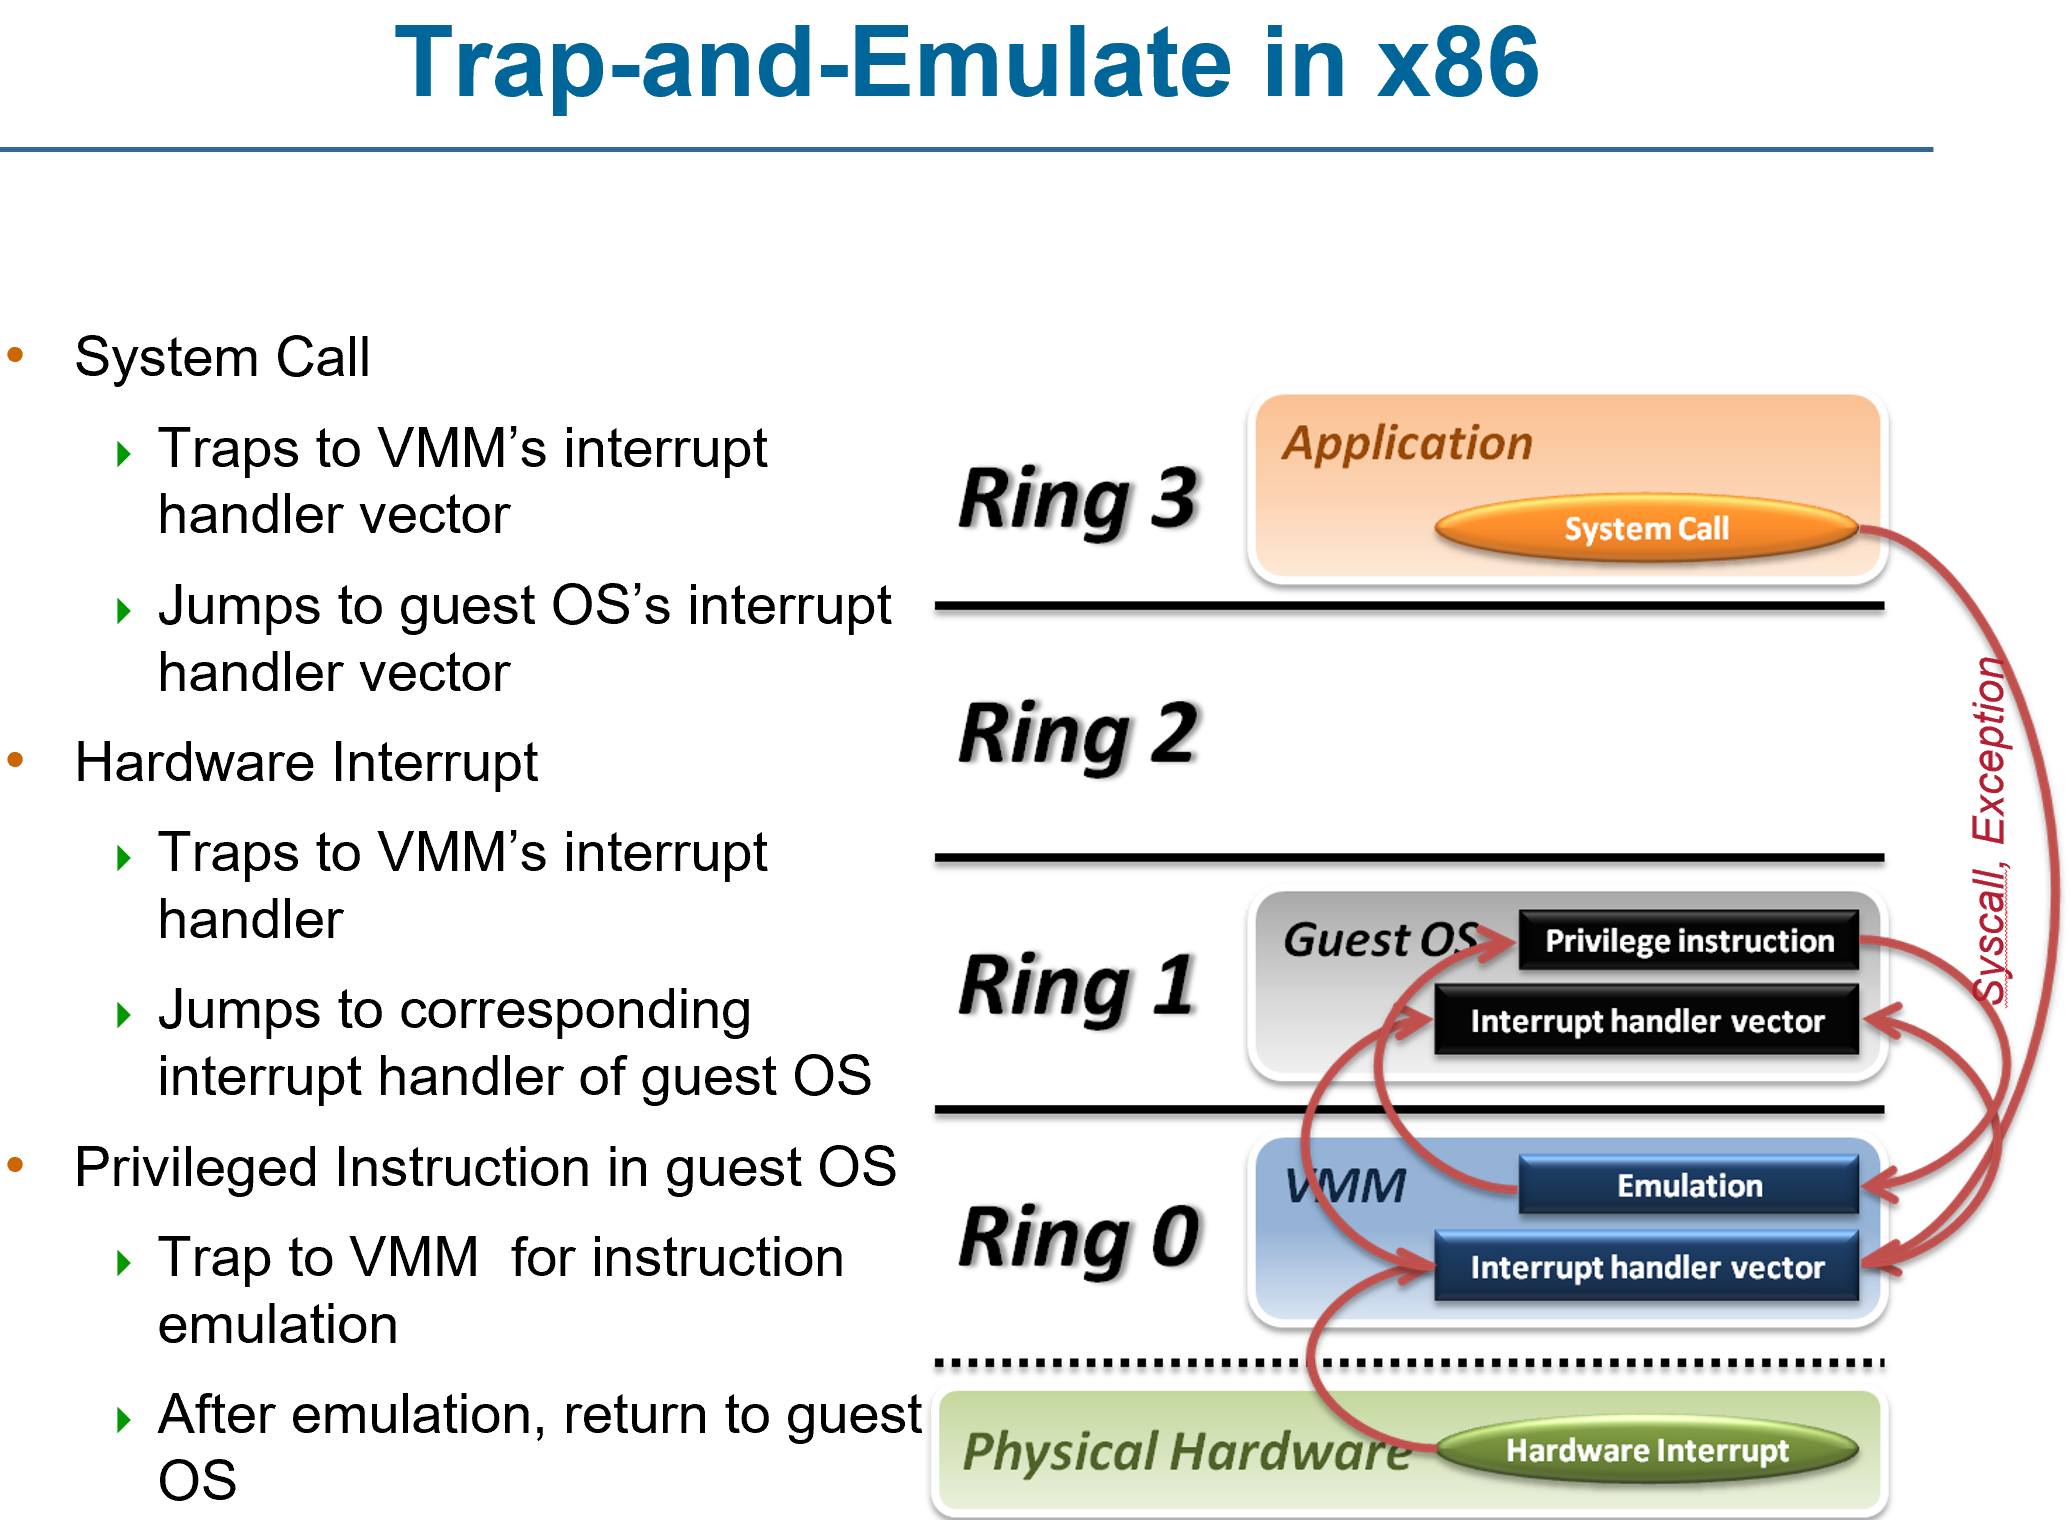 Trap-and-Emulate in x86
• System Call
Traps to VMM’s interrupt
handler vector
Jumps to guest OS’s interrupt
handler vector
• Hardware Interrupt
Traps to VMM’s interrupt
handler
Jumps to corresponding
interrupt handler of guest OS
• Privileged Instruction in guest OS
Trap to VMM  for instruction
emulation
After emulation, return to guest
OS
Ring 3
Application
System Call
Ring 2
Syscall, Exception
Ring 1
Guest OS
Privilege instruction
Interrupt handler vector
Ring 0
VMM
Emulation
Interrupt handler vector
Physical Hardware
Hardware Interrupt